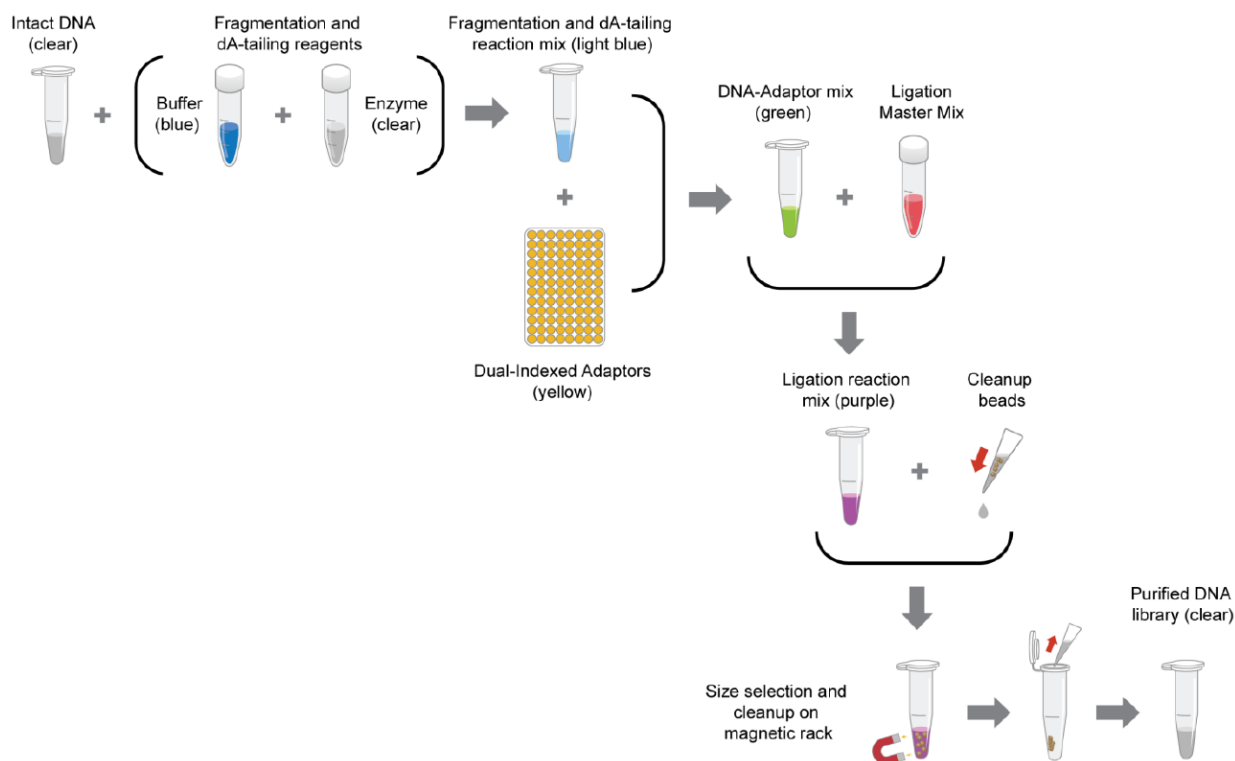 Intact DNA
(clear)
Fragmentation and
dA-tailing reagents
Buffer
(blue)
Enzyme
(clear)
Fragmentation and dA-tailing
reaction mix (light blue)
Dual-Indexed Adaptors
(yellow)
DNA-Adaptor mix
(green)
Ligation
Master Mix
Ligation reaction
mix (purple)
Cleanup
beads
Size selection and
cleanup on
magnetic rack
Purified DNA
library (clear)